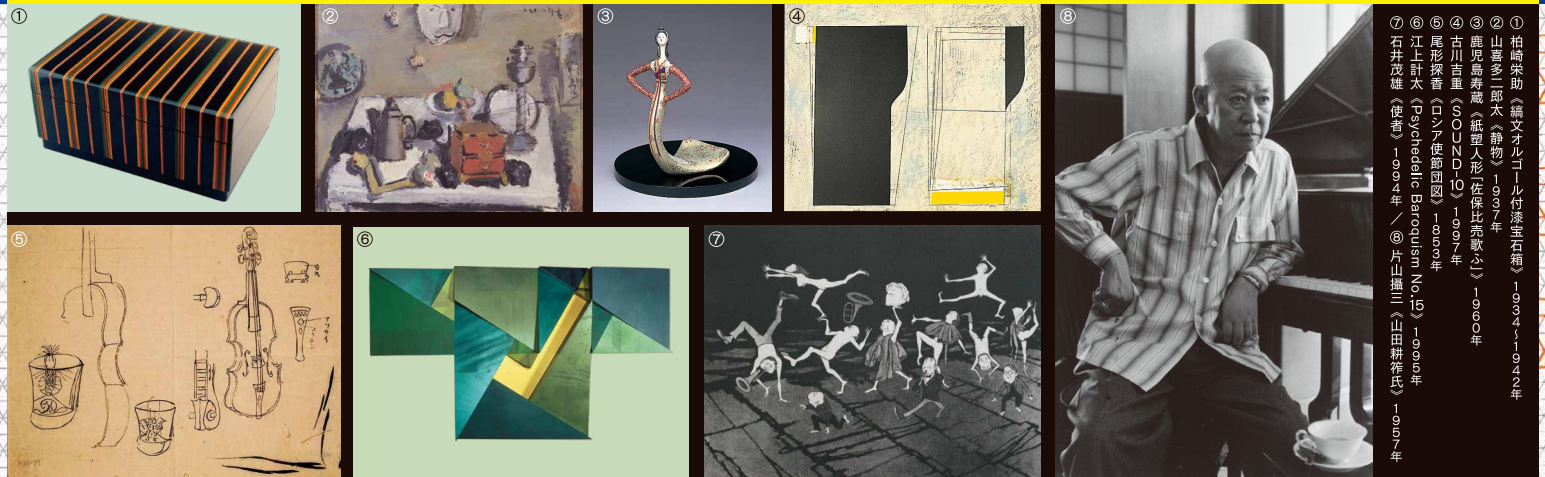 ①
②
③
④
⑤
⑥
⑦
⑧
① 柏崎栄助《縞文オルゴール付漆宝石箱》 1934〜1942年
② 山喜多二郎太《静物》 1937年
③ 鹿児島寿蔵《紙塑人形「佐保比売歌ふ」》 1960年
④ 古川吉重《SOUND-10》 1997年
⑤ 尾形探香《ロシア使節団図》 1853年
⑥ 江上計太《Psychedelic Baroquism No.15》 1995年
⑦ 石井茂雄《使者》 1994年 ／ ⑧ 片山攝三《山田耕筰氏》 1957年